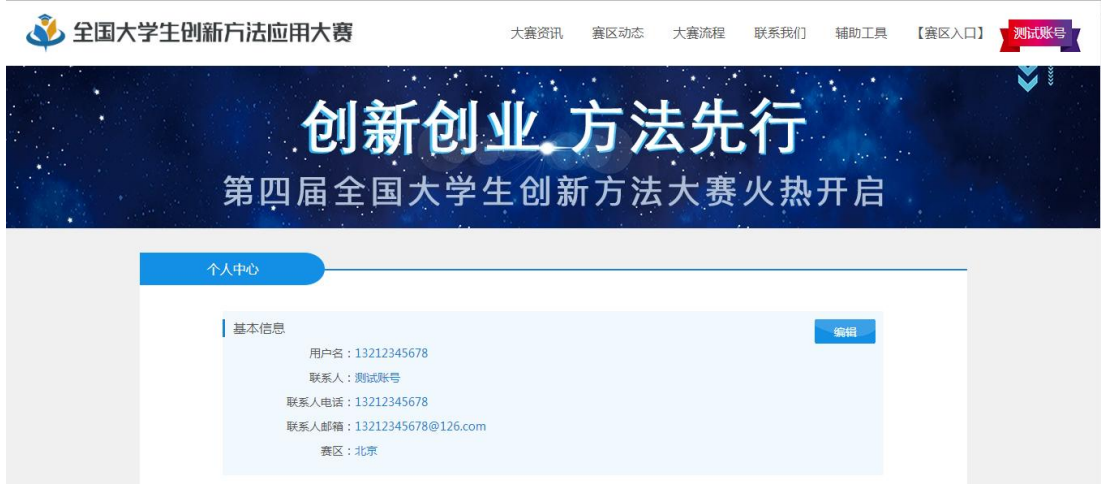 全国大学生创新方法应用大赛 大赛资讯 赛区动态 大赛流程 联系我们 辅助工具 【赛区入口】 测试账号
创新创业 方法先行
第四届全国大学生创新方法大赛火热开启
个人中心
基本信息 编辑
用户名：13212345678
联系人：测试账号
联系人电话：13212345678
联系人邮箱：13212345678@126.com
赛区：北京